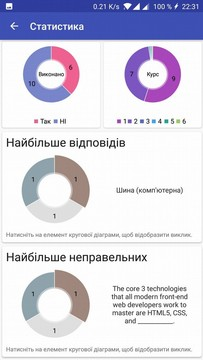 0.21 K/s 100 % 22:31
Статистика
Виконано
6
10
Так НІ
Курс
7
9
1 2 3 4 5 6
Найбільше відповідів
1
1
1
Шина (комп'ютерна)
Натисніть на елемент кругової діаграми, щоб відобразити виклик.
Найбільше неправельних
1
1
1
The core 3 technologies
that all modern front-end
web developers work to
master are HTML5, CSS,
and __________.
Натисніть на елемент кругової діаграми, щоб відобразити виклик.